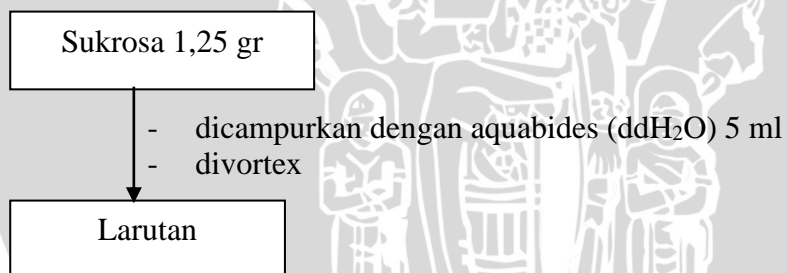 Sukrosa 1,25 gr
- dicampurkan dengan aquabides (ddH₂O) 5 ml
- divortex
Larutan